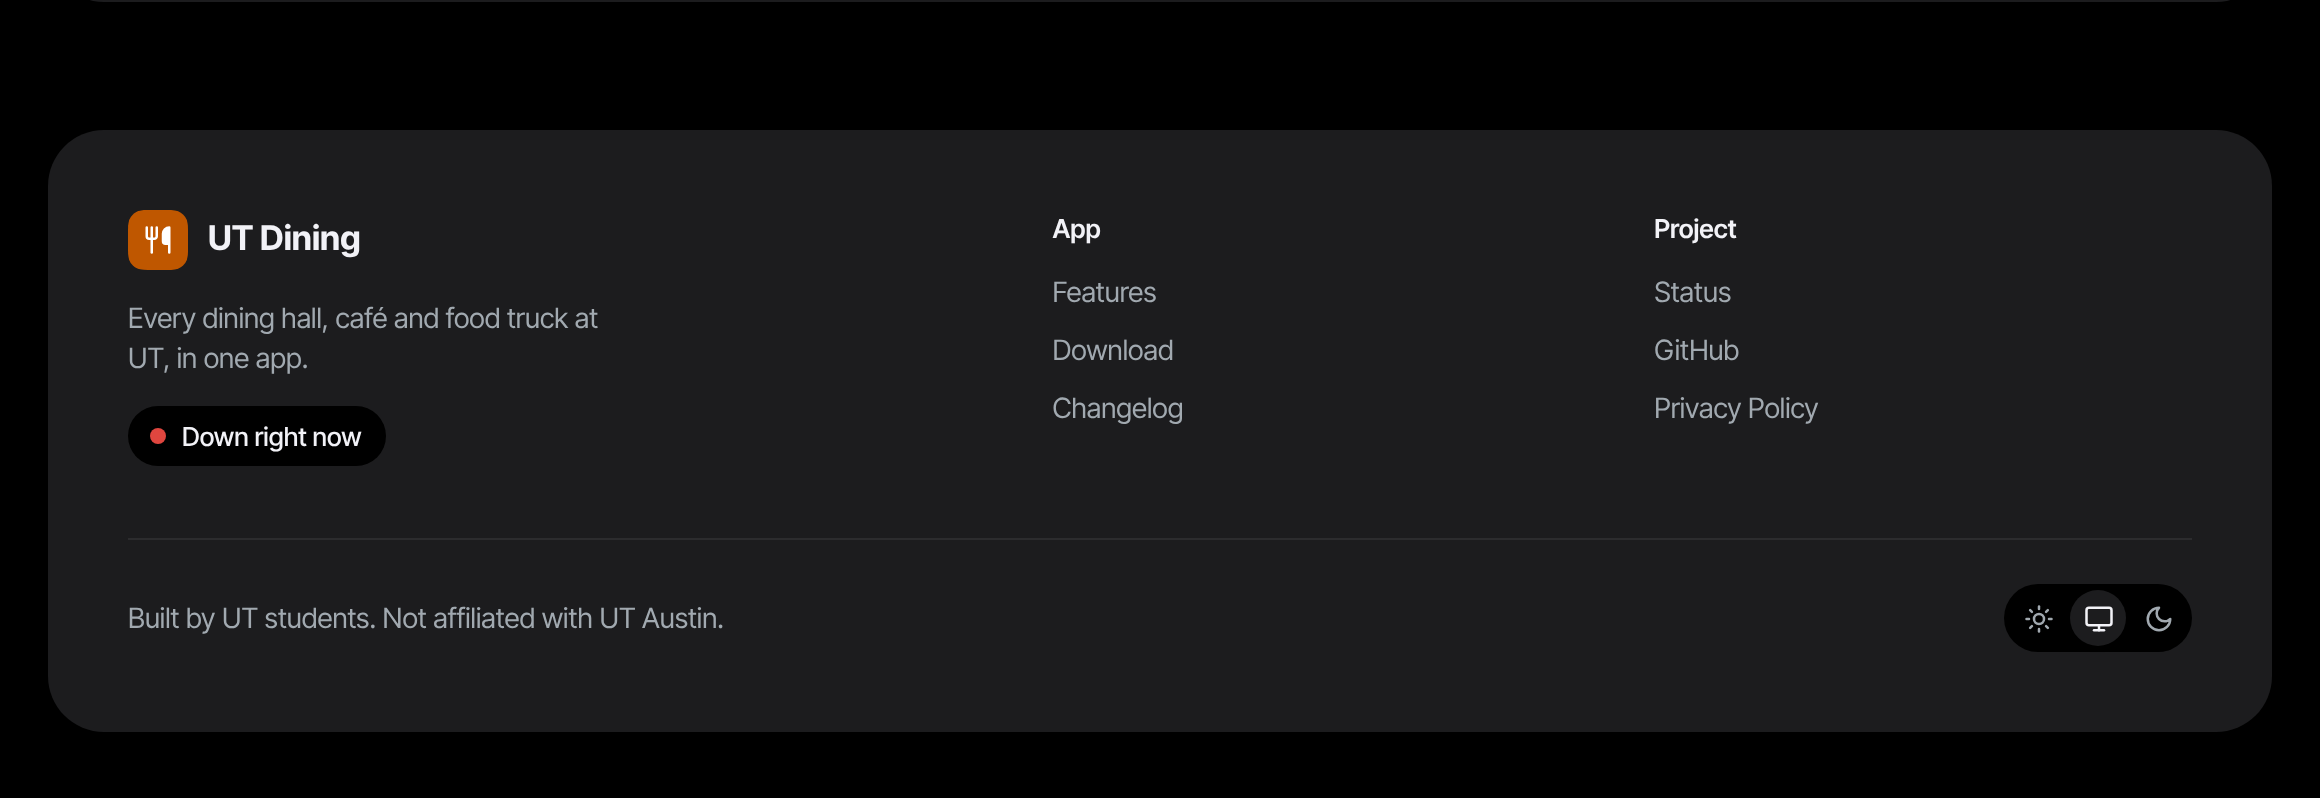 UT Dining
Every dining hall, café and food truck at
UT, in one app.
Down right now
App
Features
Download
Changelog
Project
Status
GitHub
Privacy Policy
Built by UT students. Not affiliated with UT Austin.